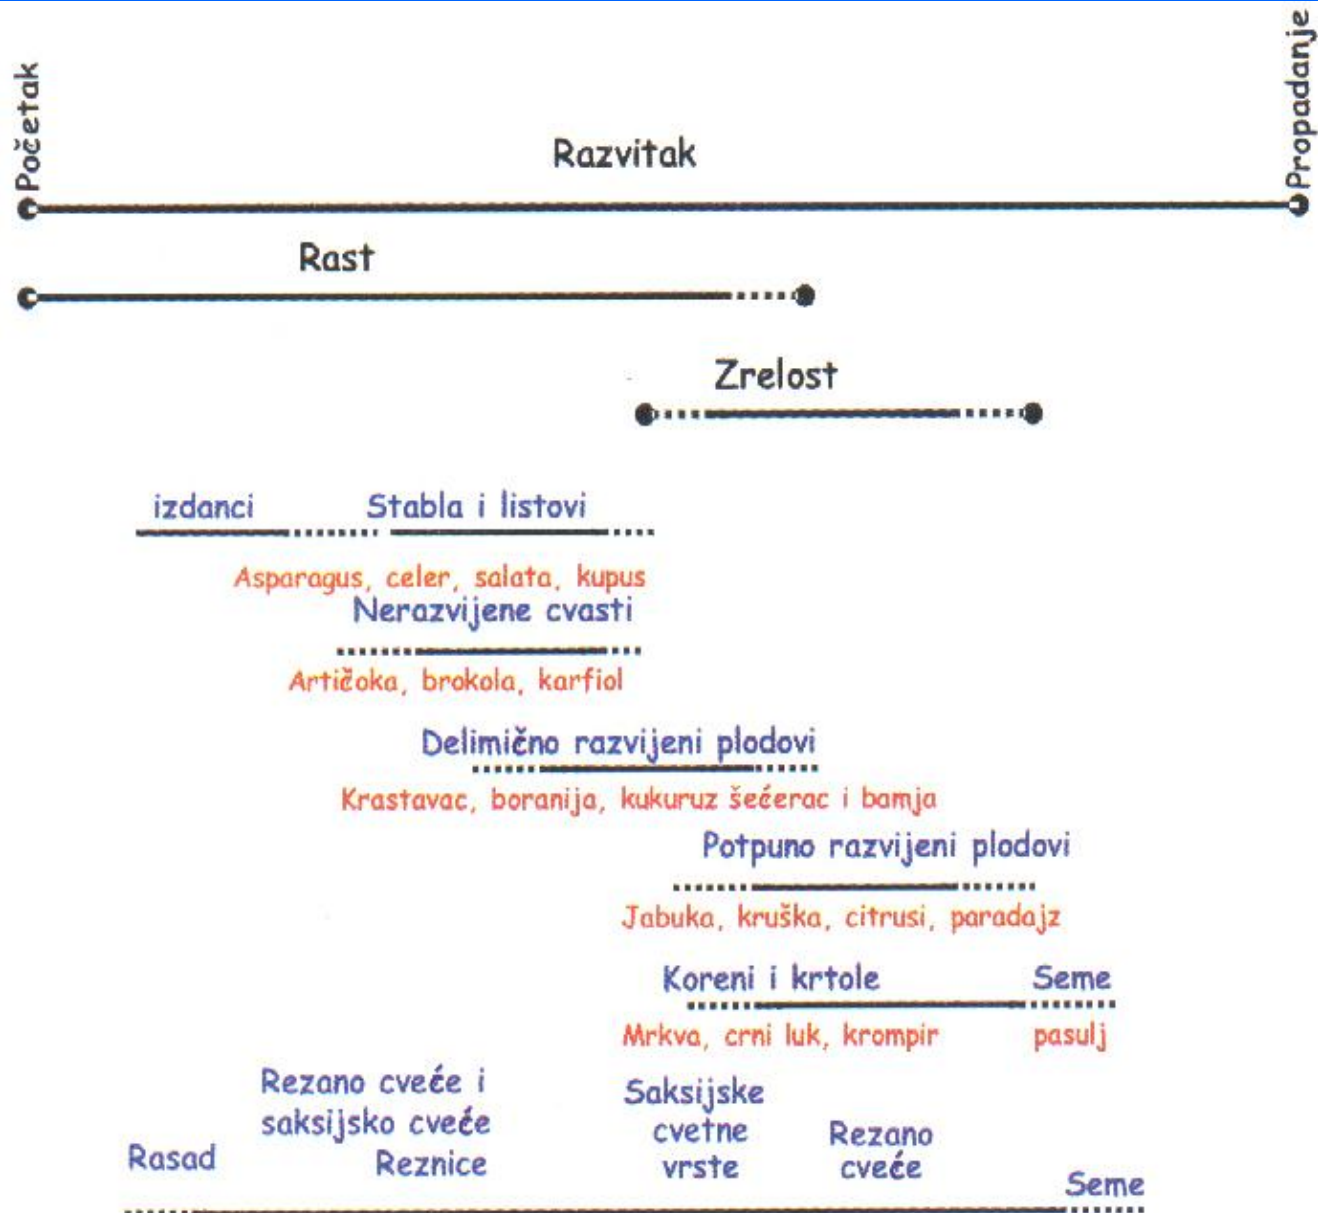 Početak
Propadanje
Razvitak
Rast
Zrelost
izdanci Stabla i listovi
Asparagus, celer, salata, kupus
Nerazvijene cvasti
Artičoka, brokola, karfiol
Delimično razvijeni plodovi
Krastavac, boranija, kukuruz šećerac i bamja
Potpuno razvijeni plodovi
Jabuka, kruška, citrusi, paradajz
Koreni i krtole Seme
Mrkva, crni luk, krompir pasulj
Rasad
Rezano cveće i
saksijsko cveće
Reznice
Saksijske
cvetne
vrste
Rezano
cveće
Seme